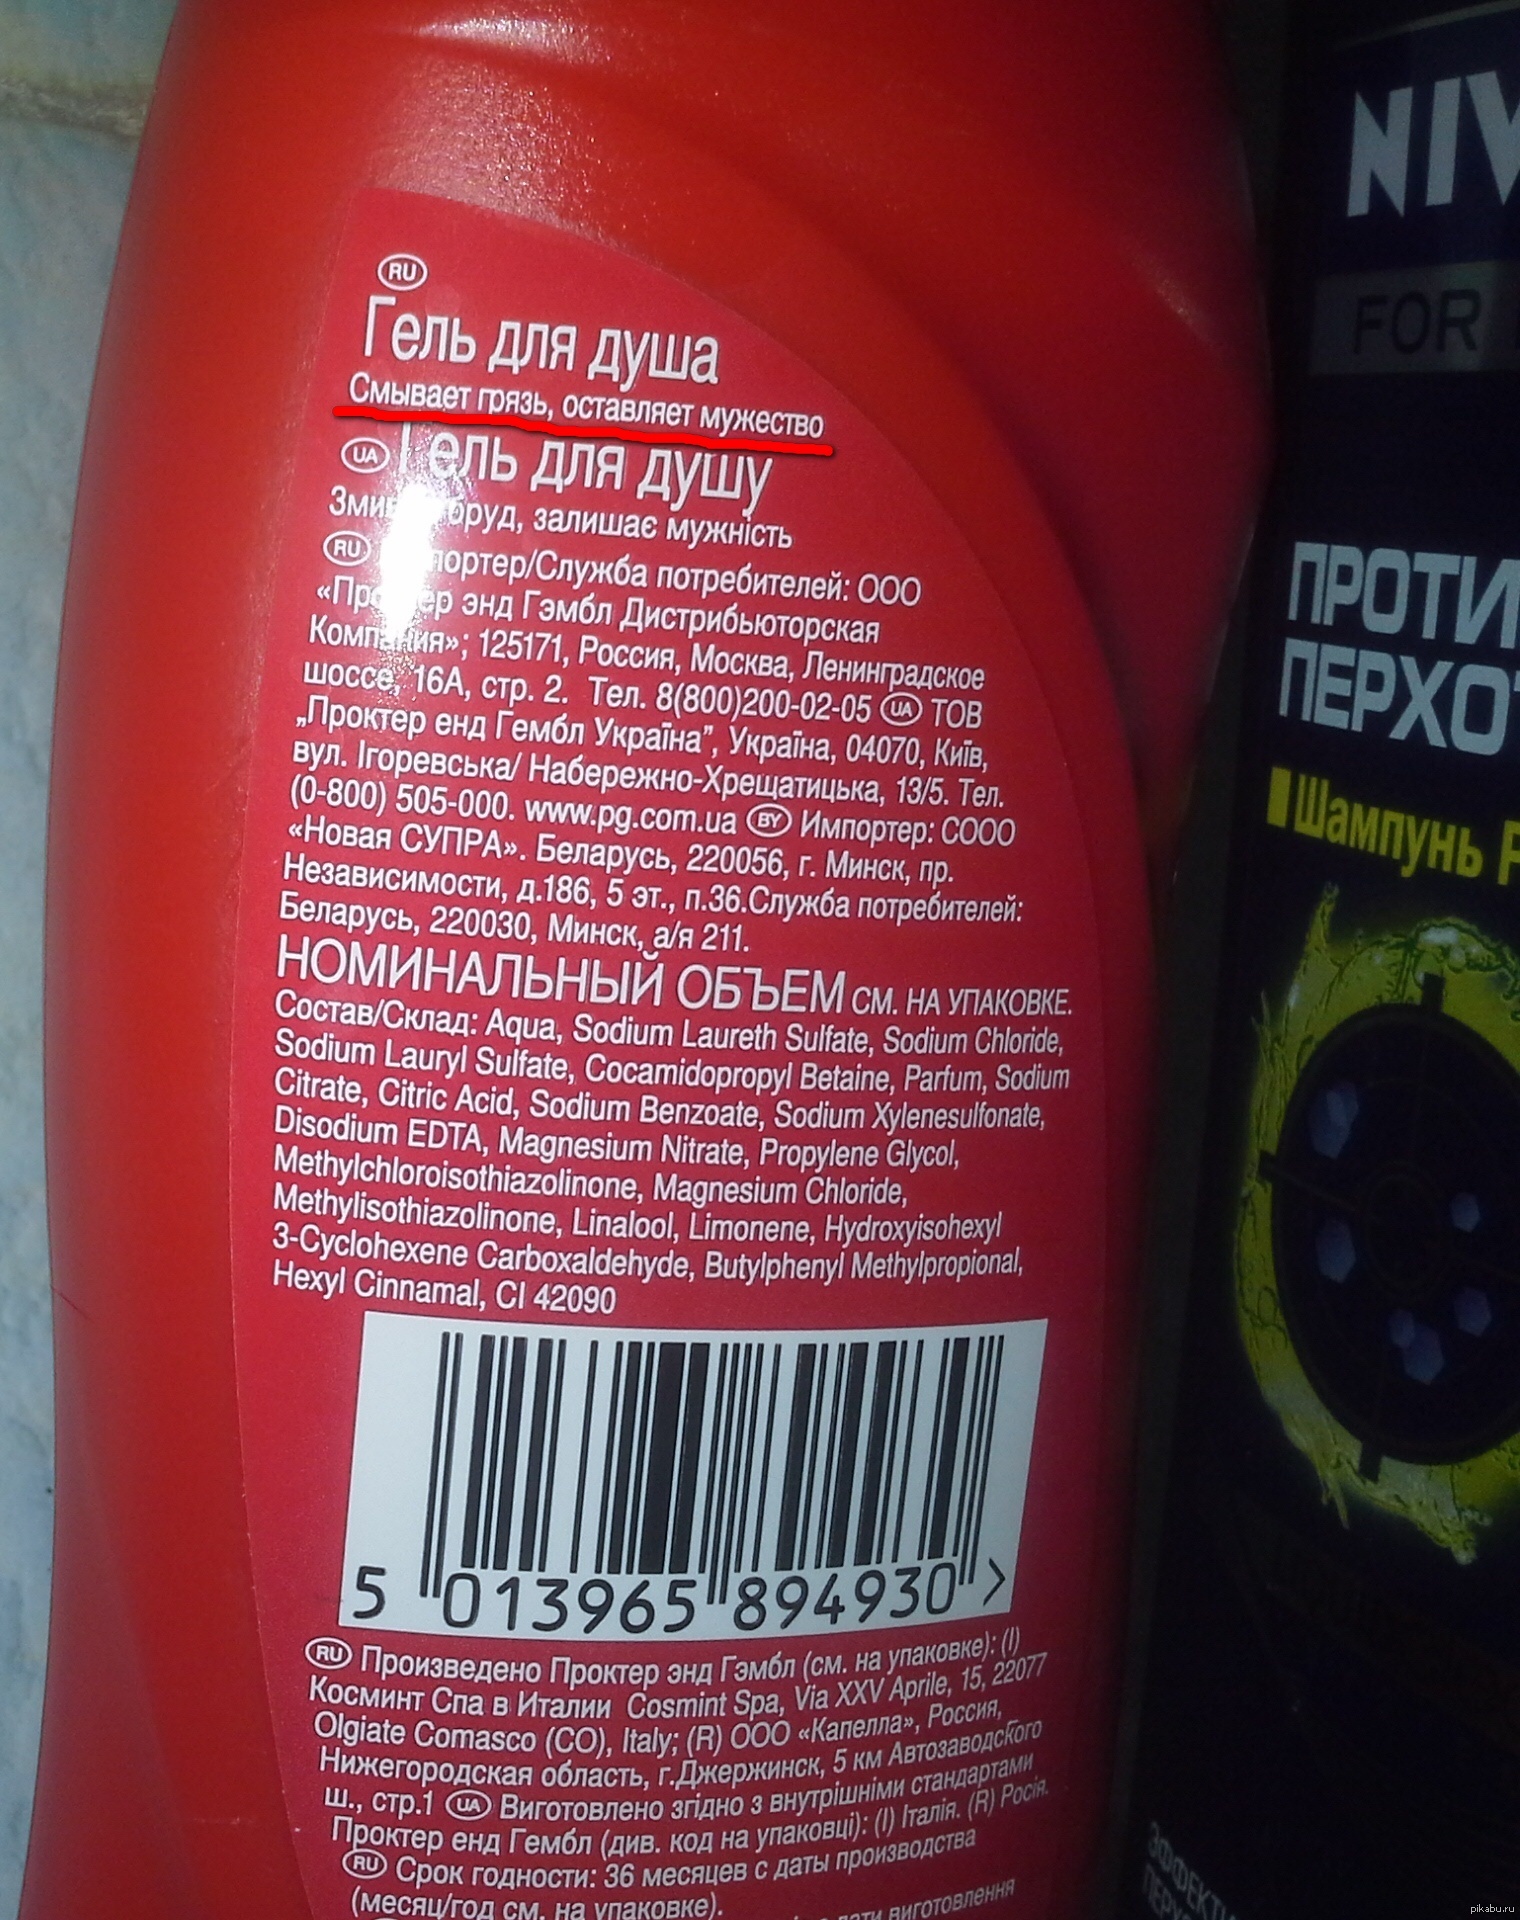 RU
Гель для душа
Смывает грязь, оставляет мужество
UA Гель для душу
бруд, залишає мужність
RU Служба потребителей: ООО
«Проктер энд Гэмбл Дистрибьюторская
Компания»; 125171, Россия, Москва, Ленинградское
шоссе, 16А, стр. 2. Тел. 8(800)200-02-05 UA ТОВ
„Проктер енд Гембл Україна”, Україна, 04070, Київ,
вул. Ігоревська/ Набережно-Хрещатицька, 13/5. Тел.
(0-800) 505-000. www.pg.com.ua BY Импортер: СООО
«Новая СУПРА». Беларусь, 220056, г. Минск, пр.
Независимости, д.186, 5 эт., п.36.Служба потребителей:
Беларусь, 220030, Минск, а/я 211.
НОМИНАЛЬНЫЙ ОБЪЕМ СМ. НА УПАКОВКЕ.
Состав/Склад: Aqua, Sodium Laureth Sulfate, Sodium Chloride,
Sodium Lauryl Sulfate, Cocamidopropyl Betaine, Parfum, Sodium
Citrate, Citric Acid, Sodium Benzoate, Sodium Xylenesulfonate,
Disodium EDTA, Magnesium Nitrate, Propylene Glycol,
Methylchloroisothiazolinone, Magnesium Chloride,
Methylisothiazolinone, Linalool, Limonene, Hydroxyisohexyl
3-Cyclohexene Carboxaldehyde, Butylphenyl Methylpropional,
Hexyl Cinnamal, CI 42090
5 013965 894930 >
RU Произведено Проктер энд Гэмбл (см. на упаковке): (I)
Косминт Спа в Италии Cosmint Spa, Via XXV Aprile, 15, 22077
Olgiate Comasco (CO), Italy; (R) ООО «Капелла», Россия,
Нижегородская область, г.Джержинск, 5 км Автозаводского
ш., стр.1 UA Виготовлено згідно з внутрішніми стандартами
Проктер енд Гембл (див. код на упаковці): (I) Італія. (R) Росія.
RU Срок годности: 36 месяцев с даты производства
(месяц/год см. на упаковке).
дати виготовлення
NIV
FOR
ПРОТИ
ПЕРХО
Шампунь
ЭФФЕКТИ
ПЕРХ
pikabu.ru